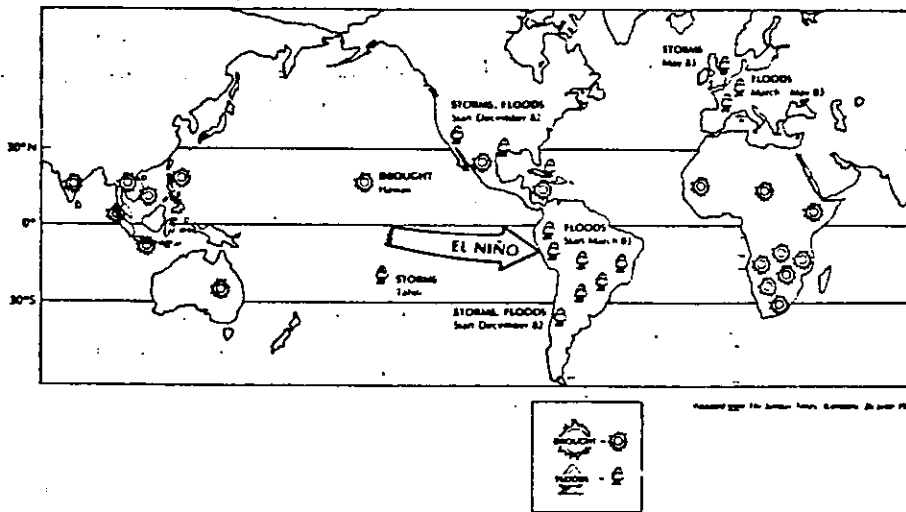 STORMS
May 83
FLOODS
March - May 83
STORMS, FLOODS
Start December 82
30°N
DROUGHT
Hawaii
0°
EL NIÑO
FLOODS
Start March 83
STORMS
Tahiti
30°S
STORMS, FLOODS
Start December 82
DROUGHT -
FLOODS -